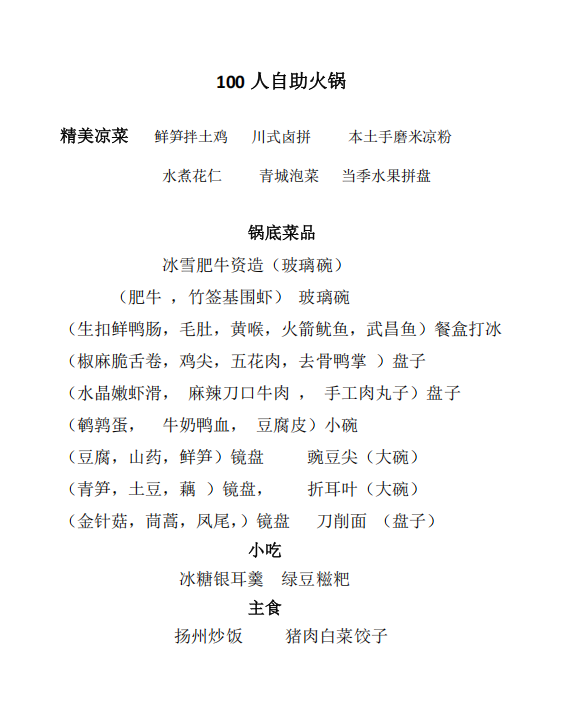 100 人自助火锅
精美凉菜 鲜笋拌土鸡 川式卤拼 本土手磨米凉粉
水煮花仁 青城泡菜 当季水果拼盘
锅底菜品
冰雪肥牛资造（玻璃碗）
（肥牛 ，竹签基围虾） 玻璃碗
（生扣鲜鸭肠，毛肚，黄喉，火箭鱿鱼，武昌鱼）餐盒打冰
（椒麻脆舌卷，鸡尖，五花肉，去骨鸭掌 ）盘子
（水晶嫩虾滑， 麻辣刀口牛肉 ， 手工肉丸子）盘子
（鹌鹑蛋， 牛奶鸭血， 豆腐皮）小碗
（豆腐，山药，鲜笋）镜盘 豌豆尖（大碗）
（青笋，土豆，藕 ）镜盘， 折耳叶（大碗）
（金针菇，茼蒿，凤尾，）镜盘 刀削面 （盘子）
小吃
冰糖银耳羹 绿豆糍粑
主食
扬州炒饭 猪肉白菜饺子